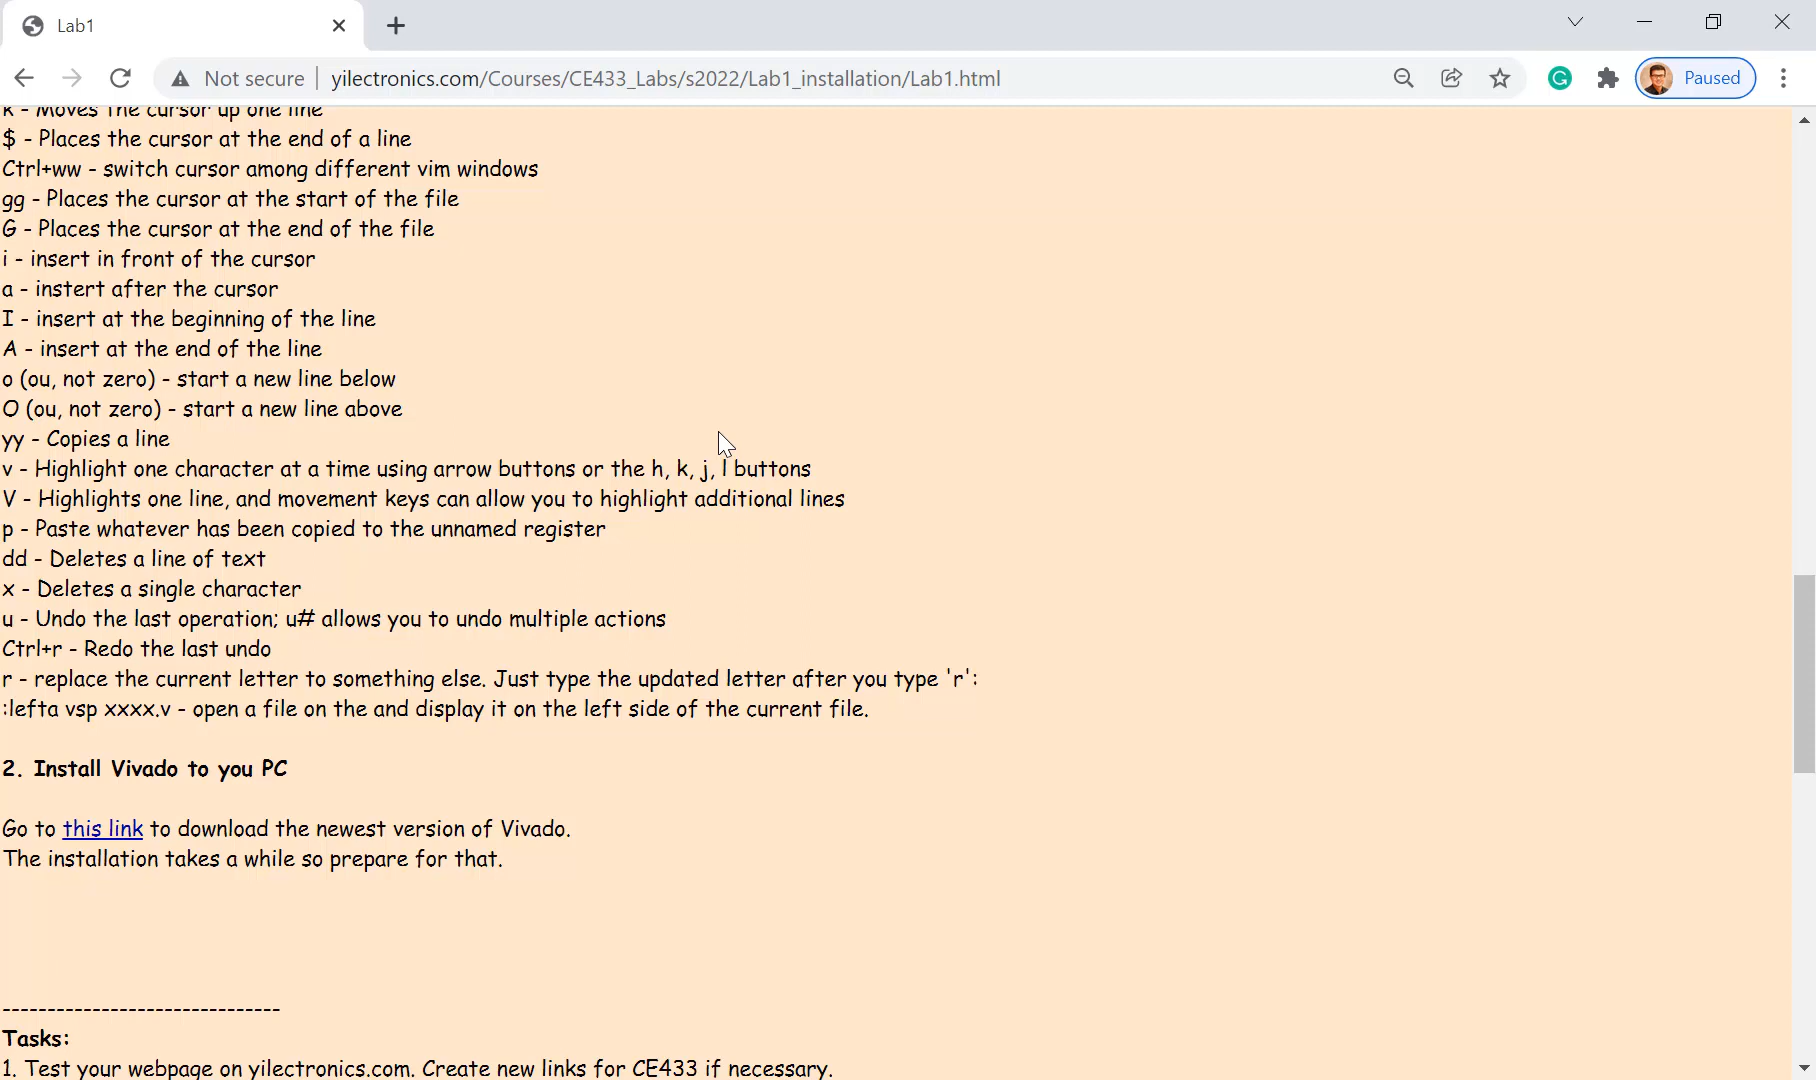 Lab1
Not secure
yilectronics.com/Courses/CE433_Labs/s2022/Lab1_installation/Lab1.html
Paused
k - Moves the cursor up one line
$ - Places the cursor at the end of a line
Ctrl+ww - switch cursor among different vim windows
gg - Places the cursor at the start of the file
G - Places the cursor at the end of the file
i - insert in front of the cursor
a - instert after the cursor
I - insert at the beginning of the line
A - insert at the end of the line
o (ou, not zero) - start a new line below
O (ou, not zero) - start a new line above
yy - Copies a line
v - Highlight one character at a time using arrow buttons or the h, k, j, l buttons
V - Highlights one line, and movement keys can allow you to highlight additional lines
p - Paste whatever has been copied to the unnamed register
dd - Deletes a line of text
x - Deletes a single character
u - Undo the last operation; u# allows you to undo multiple actions
Ctrl+r - Redo the last undo
r - replace the current letter to something else. Just type the updated letter after you type 'r':
:lefta vsp xxxx.v - open a file on the and display it on the left side of the current file.
2. Install Vivado to you PC
Go to this link to download the newest version of Vivado.
The installation takes a while so prepare for that.
-------------------------------
Tasks:
1. Test your webpage on yilectronics.com. Create new links for CE433 if necessary.